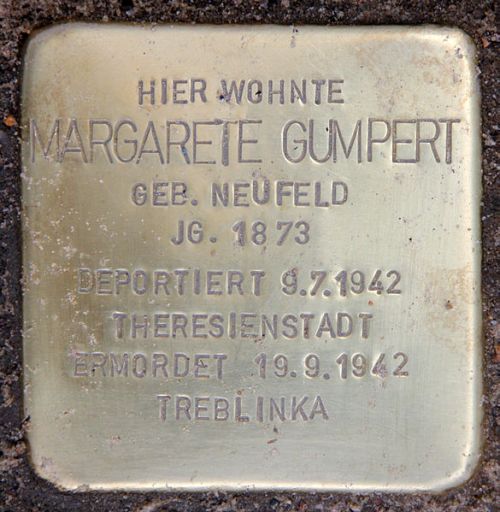 HIER WOHNTE
MARGARETE GUMPERT
GEB. NEUFELD
JG. 1873
DEPORTIERT 9.7.1942
THERESIENSTADT
ERMORDET 19.9.1942
TREBLINKA